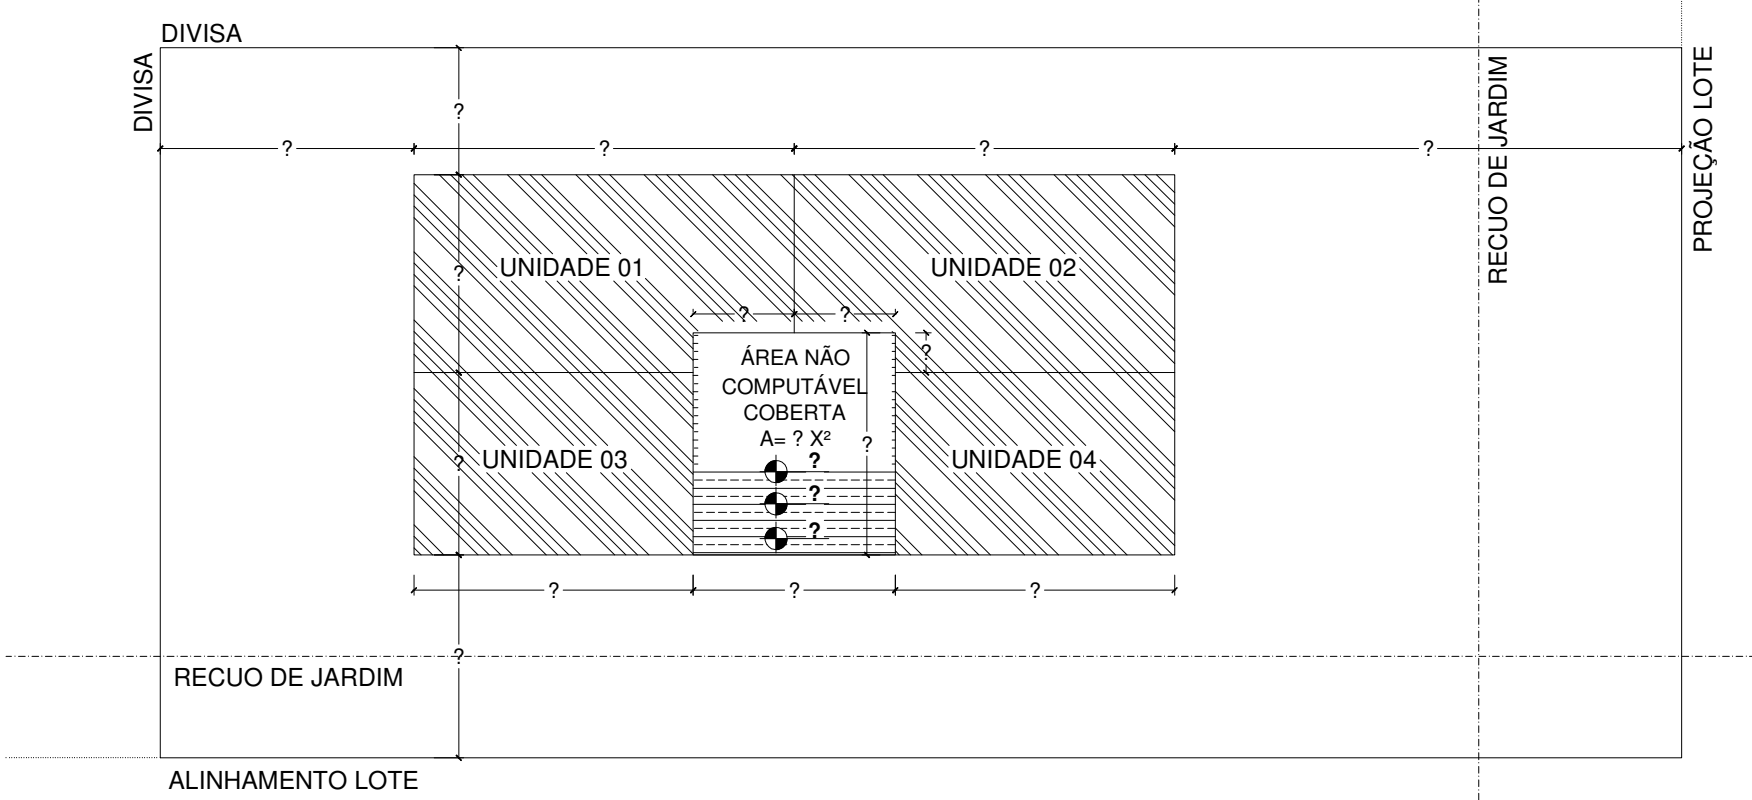 DIVISA
DIVISA
RECUO DE JARDIM
PROJEÇÃO LOTE
?
? ? ? ?
?
UNIDADE 01
UNIDADE 02
? ?
?
ÁREA NÃO
COMPUTÁVEL
COBERTA
A= ? X²
?
?
UNIDADE 03
?
UNIDADE 04
?
?
? ? ?
?
RECUO DE JARDIM
ALINHAMENTO LOTE